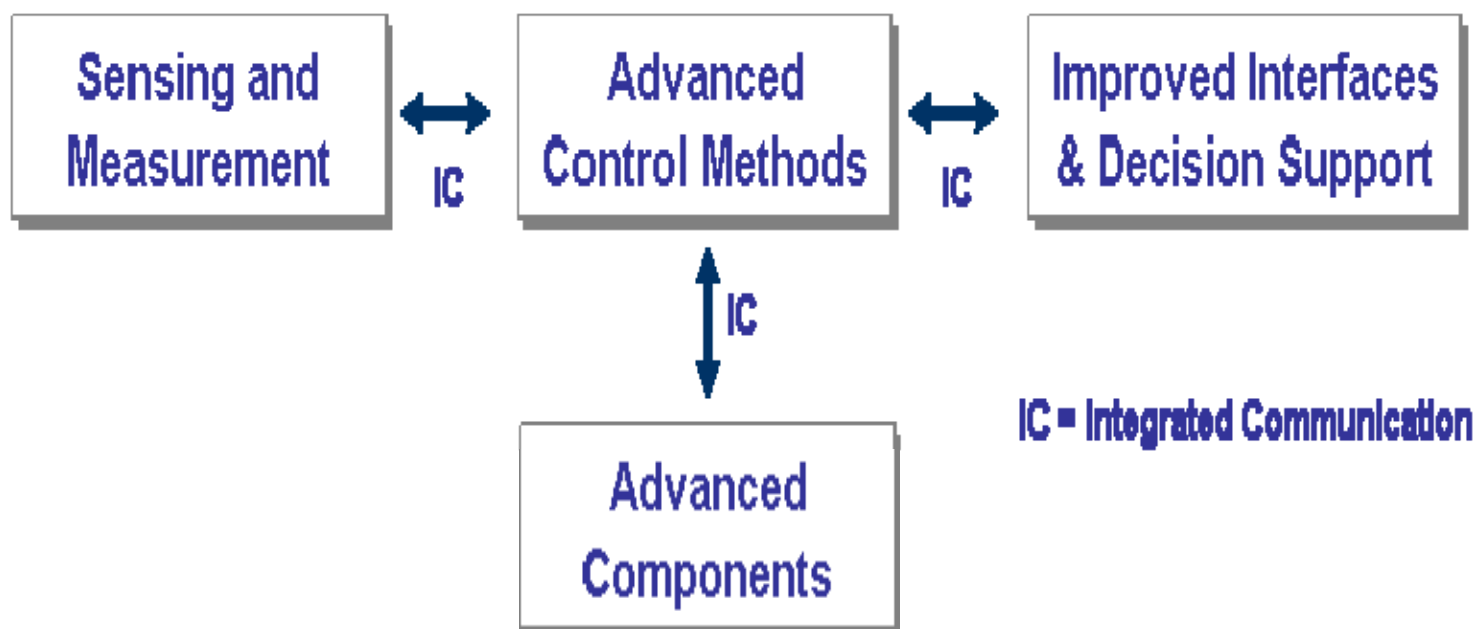 Sensing and
Measurement
IC
Advanced
Control Methods
IC
Improved Interfaces
& Decision Support
IC
IC = Integrated Communication
Advanced
Components